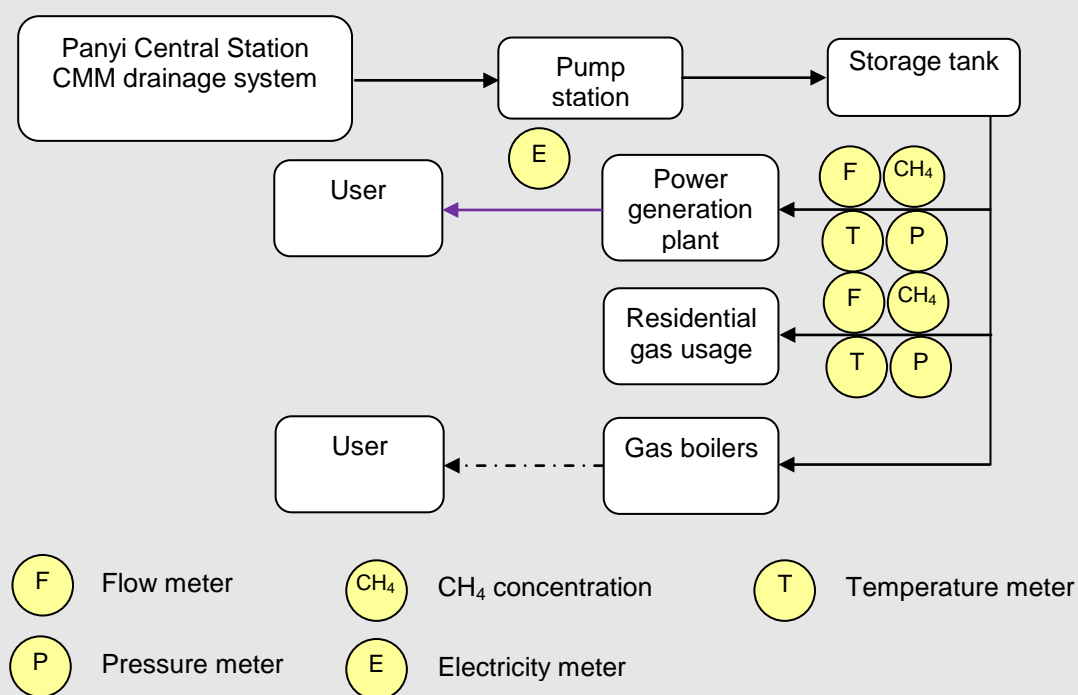 Panyi Central Station
CMM drainage system
Pump
station
Storage tank
E
F
CH₄
User
Power
generation
plant
T
P
F
CH₄
Residential
gas usage
T
P
User
Gas boilers
F
Flow meter
CH₄
CH₄ concentration
T
Temperature meter
P
Pressure meter
E
Electricity meter